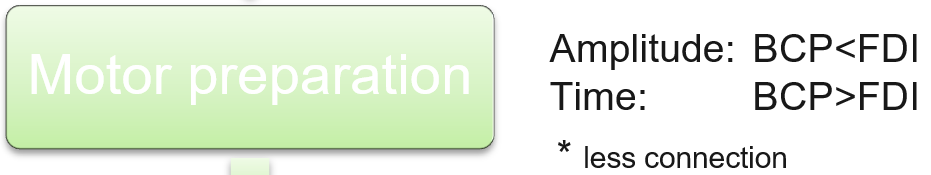 Motor preparation
Amplitude: BCP<FDI
Time: BCP>FDI
* less connection